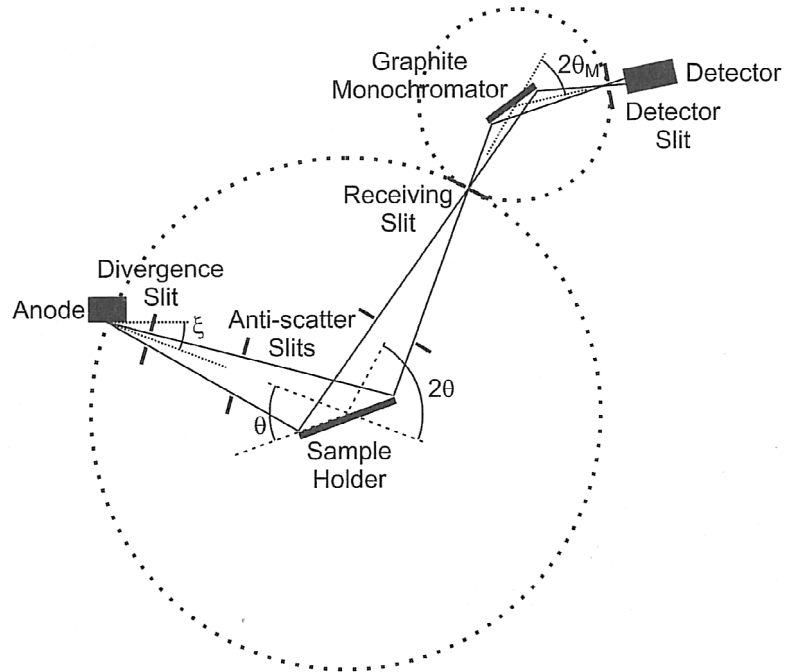 Graphite
Monochromator
2θM
Detector
Detector
Slit
Receiving
Slit
Divergence
Slit
Anode
ξ
Anti-scatter
Slits
2θ
θ
Sample
Holder